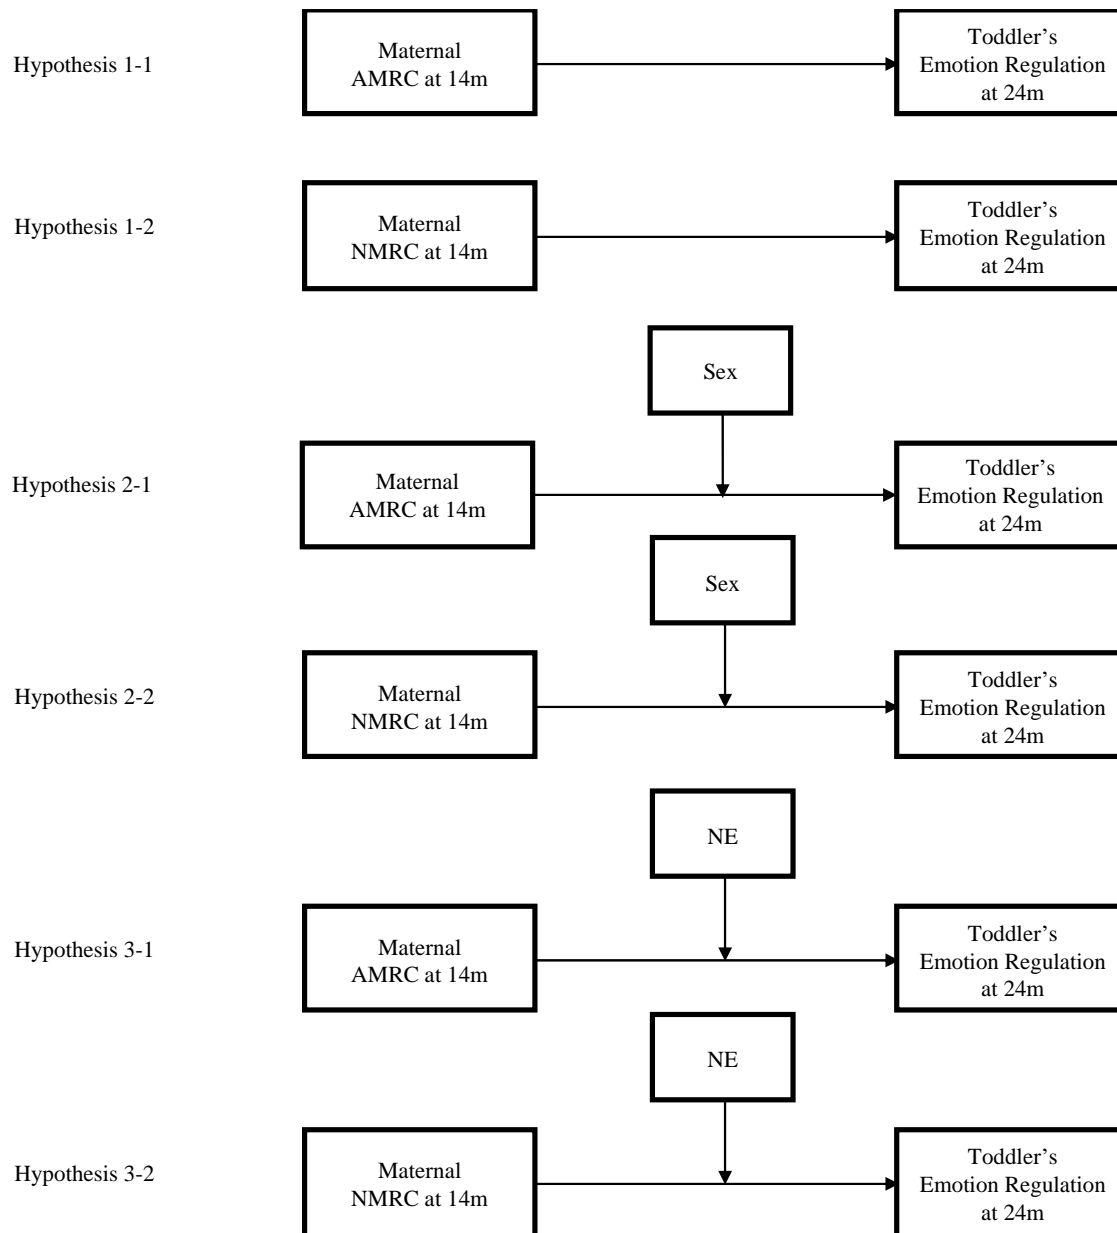 Hypothesis 1-1
Maternal
AMRC at 14m
Toddler’s
Emotion Regulation
at 24m
Hypothesis 1-2
Maternal
NMRC at 14m
Toddler’s
Emotion Regulation
at 24m
Sex
Hypothesis 2-1
Maternal
AMRC at 14m
Toddler’s
Emotion Regulation
at 24m
Sex
Hypothesis 2-2
Maternal
NMRC at 14m
Toddler’s
Emotion Regulation
at 24m
NE
Hypothesis 3-1
Maternal
AMRC at 14m
Toddler’s
Emotion Regulation
at 24m
NE
Hypothesis 3-2
Maternal
NMRC at 14m
Toddler’s
Emotion Regulation
at 24m